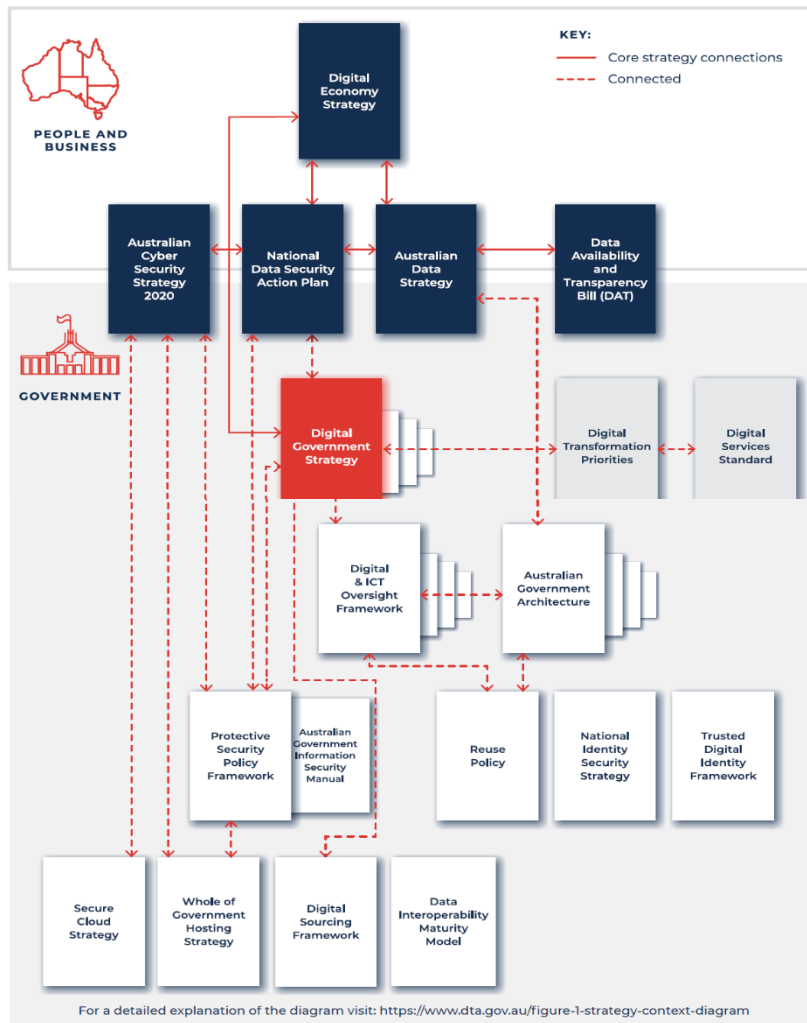 KEY:
Core strategy connections
Connected
PEOPLE AND
BUSINESS
Digital
Economy
Strategy
Australian
Cyber
Security
Strategy
2020
National
Data Security
Action Plan
Australian
Data
Strategy
Data
Availability
and
Transparency
Bill (DAT)
GOVERNMENT
Digital
Government
Strategy
Digital
Transformation
Priorities
Digital
Services
Standard
Digital
& ICT
Oversight
Framework
Australian
Government
Architecture
Protective
Security
Policy
Framework
Australian
Government
Information
Security
Manual
Reuse
Policy
National
Identity
Security
Strategy
Trusted
Digital
Identity
Framework
Secure
Cloud
Strategy
Whole of
Government
Hosting
Strategy
Digital
Sourcing
Framework
Data
Interoperability
Maturity
Model
For a detailed explanation of the diagram visit: https://www.dta.gov.au/figure-1-strategy-context-diagram